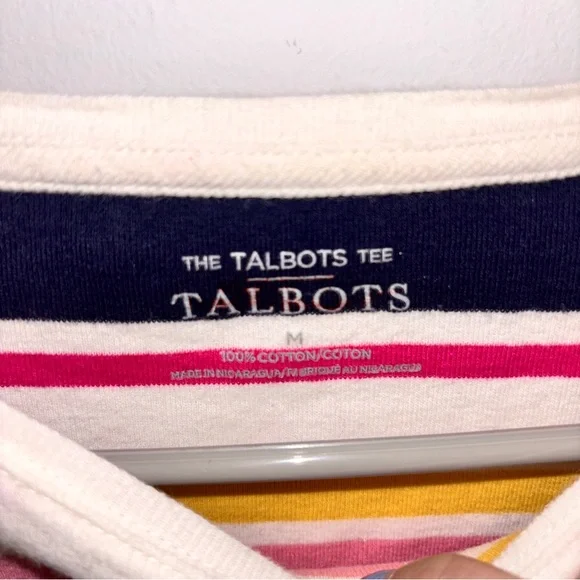 THE TALBOTS TEE
TALBOTS
M
100% COTTON/COTON
MADE IN NICARAGUA/FABRIQUÉ AU NICARAGUA